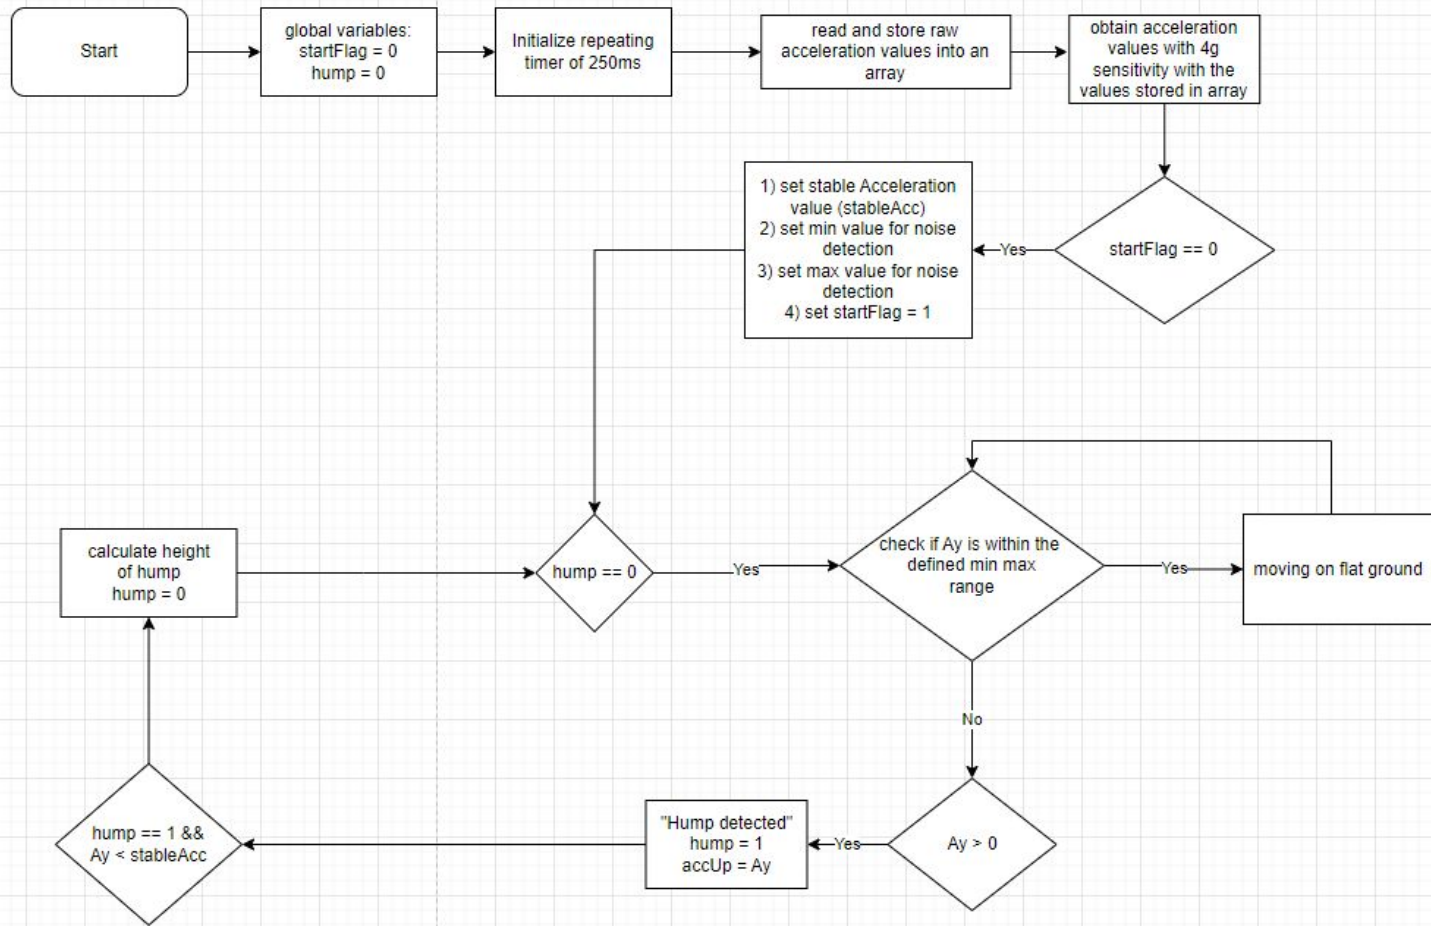 Start
global variables:
startFlag = 0
hump = 0
Initialize repeating
timer of 250ms
read and store raw
acceleration values into an
array
obtain acceleration
values with 4g
sensitivity with the
values stored in array
1) set stable Acceleration
value (stableAcc)
2) set min value for noise
detection
3) set max value for noise
detection
4) set startFlag = 1
Yes
startFlag == 0
calculate height
of hump
hump = 0
hump == 0
Yes
check if Ay is within the
defined min max
range
Yes
moving on flat ground
No
hump == 1 &&
Ay < stableAcc
"Hump detected"
hump = 1
accUp = Ay
Yes
Ay > 0